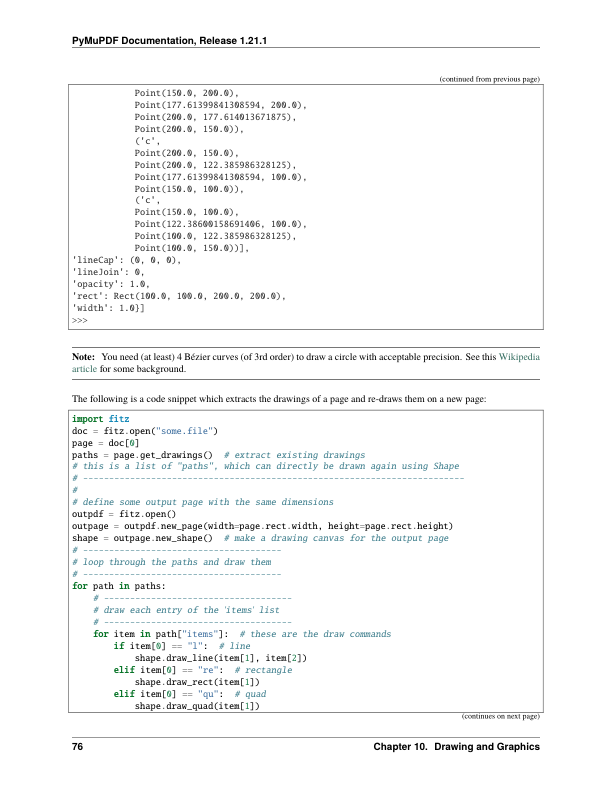 PyMuPDF Documentation, Release 1.21.1
(continued from previous page)
Point(150.0, 200.0),
Point(177.61399841308594, 200.0),
Point(200.0, 177.614013671875),
Point(200.0, 150.0)),
('c',
Point(200.0, 150.0),
Point(200.0, 122.385986328125),
Point(177.61399841308594, 100.0),
Point(150.0, 100.0)),
('c',
Point(150.0, 100.0),
Point(122.38600158691406, 100.0),
Point(100.0, 122.385986328125),
Point(100.0, 150.0))],
'lineCap': (0, 0, 0),
'lineJoin': 0,
'opacity': 1.0,
'rect': Rect(100.0, 100.0, 200.0, 200.0),
'width': 1.0}]
>>>
Note: You need (at least) 4 Bézier curves (of 3rd order) to draw a circle with acceptable precision. See this Wikipedia
article for some background.
The following is a code snippet which extracts the drawings of a page and re-draws them on a new page:
import fitz
doc = fitz.open("some.file")
page = doc[0]
paths = page.get_drawings()  # extract existing drawings
# this is a list of "paths", which can directly be drawn again using Shape
# -------------------------------------------------------------------------
#
# define some output page with the same dimensions
outpdf = fitz.open()
outpage = outpdf.new_page(width=page.rect.width, height=page.rect.height)
shape = outpage.new_shape()  # make a drawing canvas for the output page
# --------------------------------------
# loop through the paths and draw them
# --------------------------------------
for path in paths:
    # ------------------------------------
    # draw each entry of the 'items' list
    # ------------------------------------
    for item in path["items"]:  # these are the draw commands
        if item[0] == "l":  # line
            shape.draw_line(item[1], item[2])
        elif item[0] == "re":  # rectangle
            shape.draw_rect(item[1])
        elif item[0] == "qu":  # quad
            shape.draw_quad(item[1])
(continues on next page)
76 Chapter 10. Drawing and Graphics